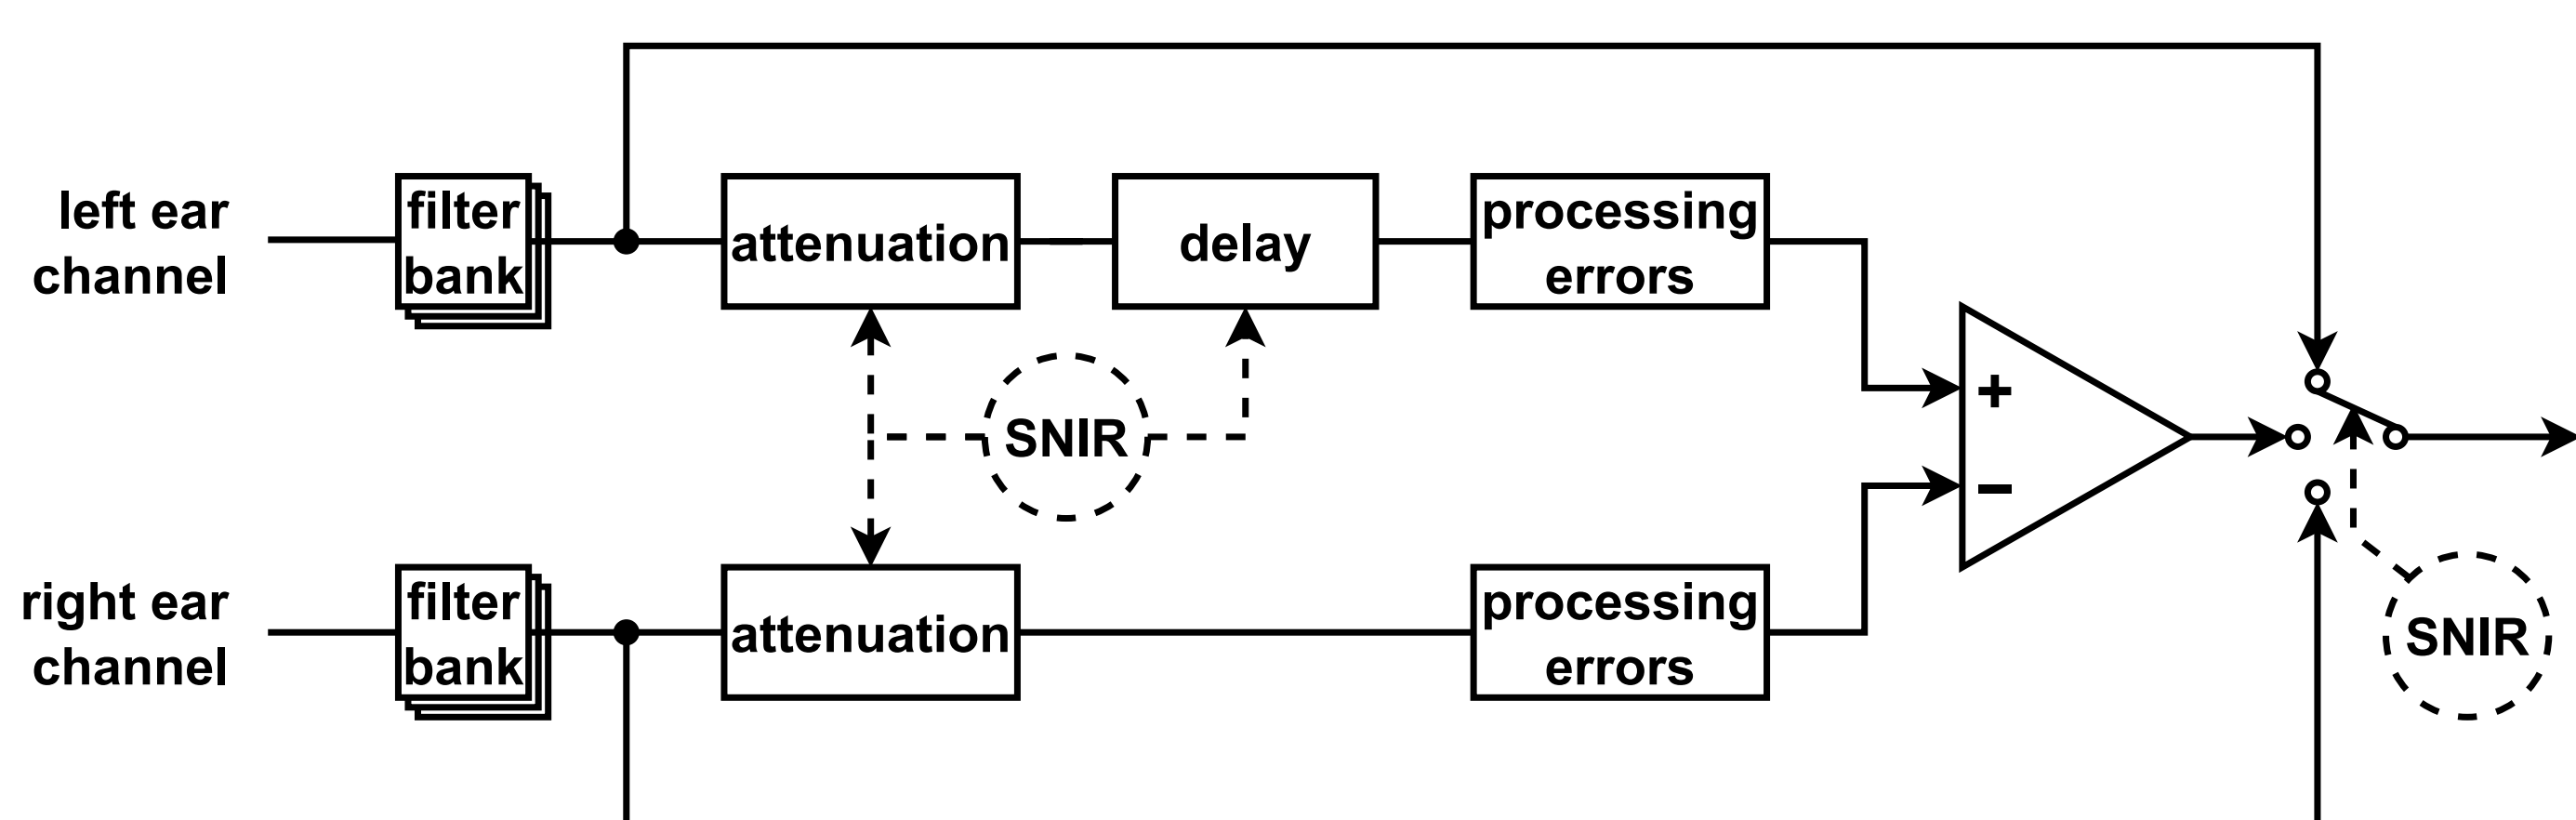 left ear
channel
filter
bank
attenuation
delay
processing
errors
+
SNIR
−
right ear
channel
filter
bank
attenuation
processing
errors
SNIR